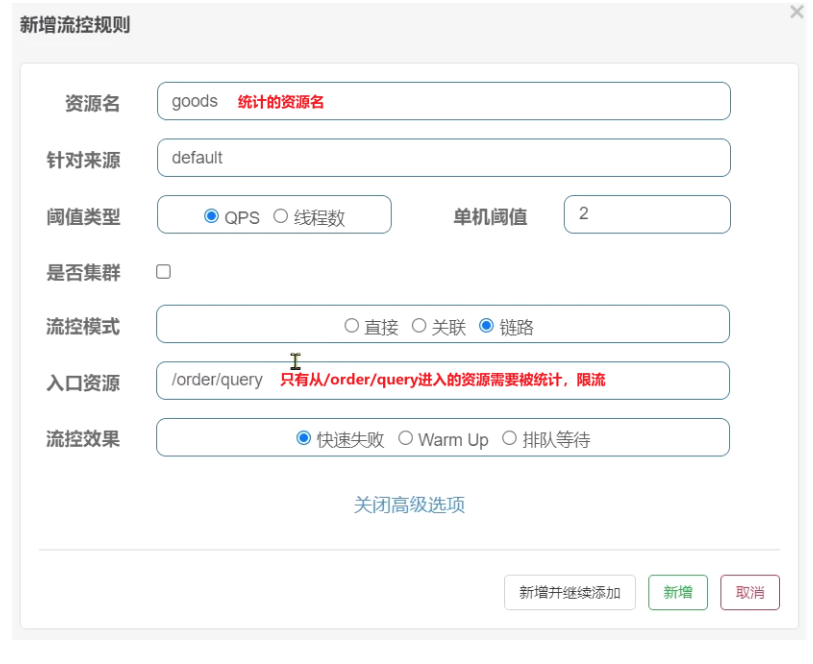 新增流控规则 ×
资源名 goods 统计的资源名
针对来源 default
阈值类型 QPS 线程数 单机阈值 2
是否集群
流控模式 直接 关联 链路
入口资源 /order/query 只有从/order/query进入的资源需要被统计，限流
流控效果 快速失败 Warm Up 排队等待
关闭高级选项
新增并继续添加 新增 取消